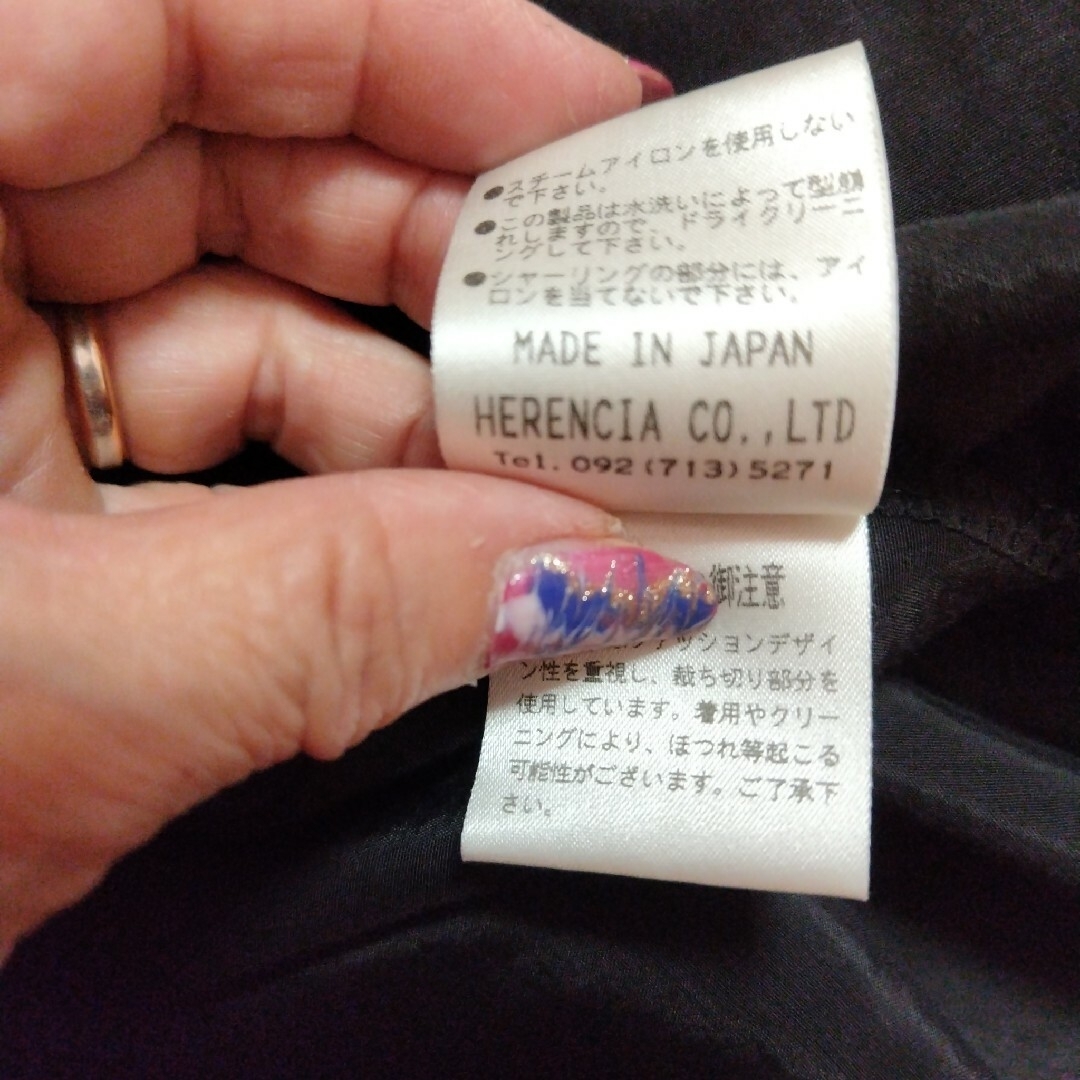 ●スチームアイロンを使用しない
で下さい。
●この製品は水洗いによって型崩
れしますので、ドライクリーニ
ングして下さい。
●シャーリングの部分には、アイ
ロンを当てないで下さい。
MADE IN JAPAN
HERENCIA CO.,LTD
Tel.092(713)5271
御注意
ッションデザイ
ン性を重視し、裁ち切り部分を
使用しています。着用やクリー
ニングにより、ほつれ等起こる
可能性がございます。ご了承下
さい。